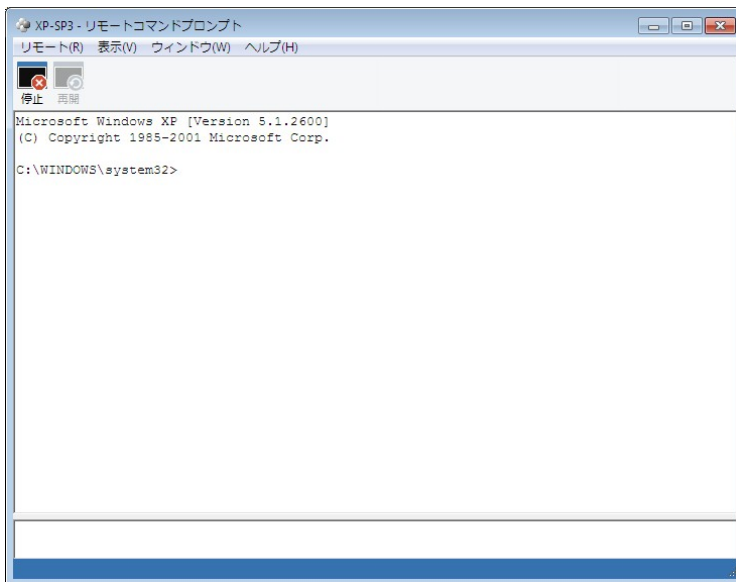 XP-SP3 - リモートコマンドプロンプト
リモート(R) 表示(V) ウィンドウ(W) ヘルプ(H)
停止 再開
Microsoft Windows XP [Version 5.1.2600]
(C) Copyright 1985-2001 Microsoft Corp.
C:\WINDOWS\system32>